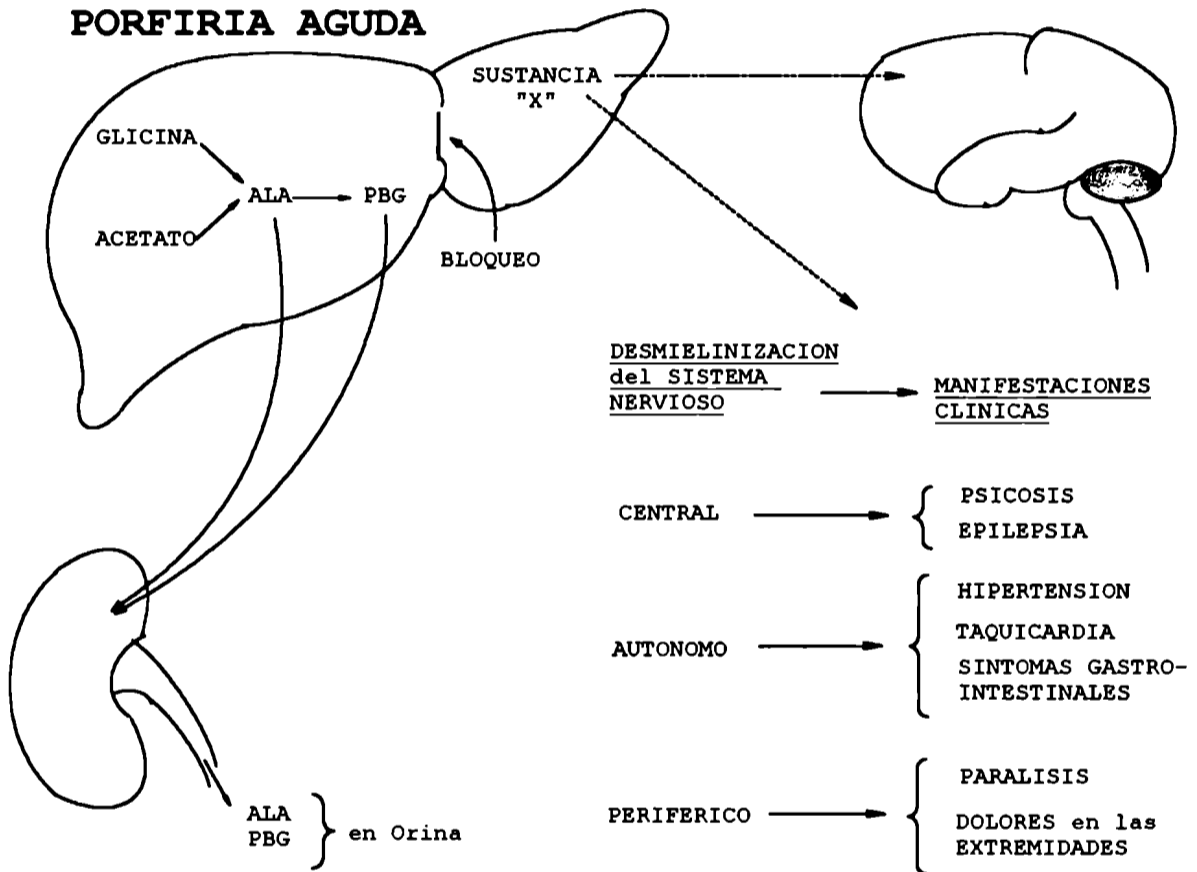 PORFIRIA AGUDA
SUSTANCIA
"X"
GLICINA
ALA
PBG
ACETATO
BLOQUEO
DESMIELINIZACION
del SISTEMA
NERVIOSO
MANIFESTACIONES
CLINICAS
CENTRAL
PSICOSIS
EPILEPSIA
AUTONOMO
HIPERTENSION
TAQUICARDIA
SINTOMAS GASTRO-
INTESTINALES
PERIFERICO
PARALISIS
DOLORES en las
EXTREMIDADES
ALA
PBG
en Orina